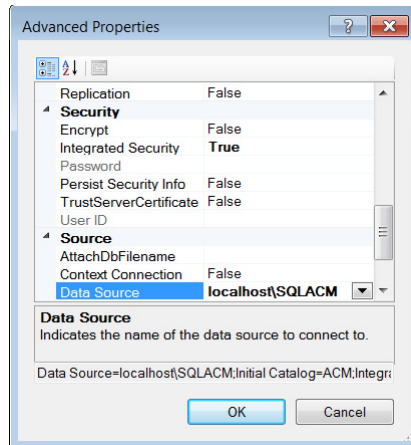 Advanced Properties
Replication False
Security
Encrypt False
Integrated Security True
Password
Persist Security Info False
TrustServerCertificate False
User ID
Source
AttachDbFilename
Context Connection False
Data Source localhost\SQLACM
Data Source
Indicates the name of the data source to connect to.
Data Source=localhost\SQLACM;Initial Catalog=ACM;Integra
OK Cancel